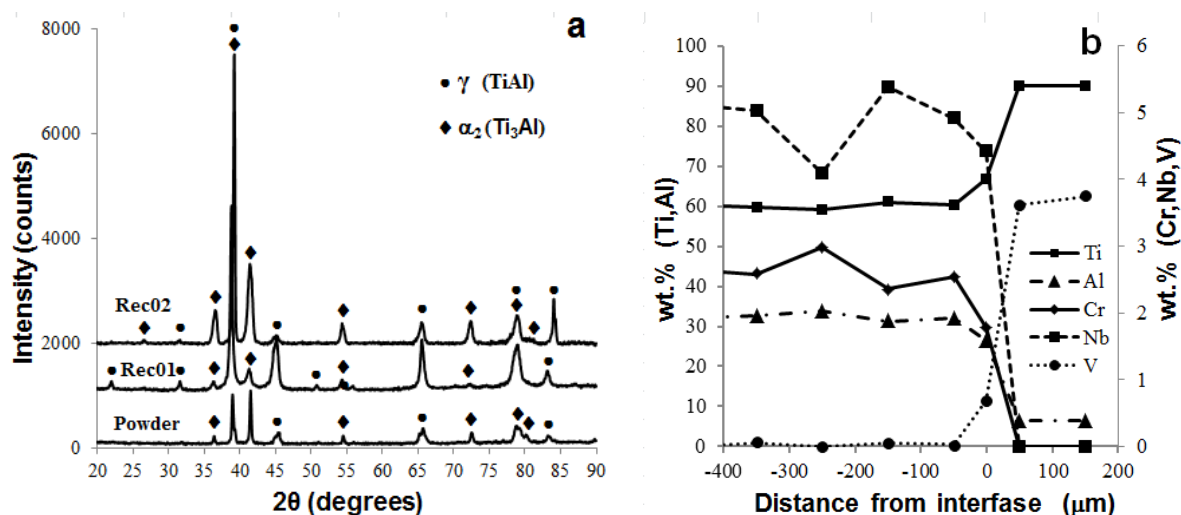 a
8000
6000
4000
2000
0
Intensity (counts)
● γ (TiAl)
◆ α₂ (Ti₃Al)
Rec02
Rec01
Powder
20 25 30 35 40 45 50 55 60 65 70 75 80 85 90
2θ (degrees)
b
100
90
80
70
60
50
40
30
20
10
0
wt.% (Ti,Al)
6
5
4
3
2
1
0
wt.% (Cr,Nb,V)
Ti
Al
Cr
Nb
V
-400 -300 -200 -100 0 100 200
Distance from interfase (μm)